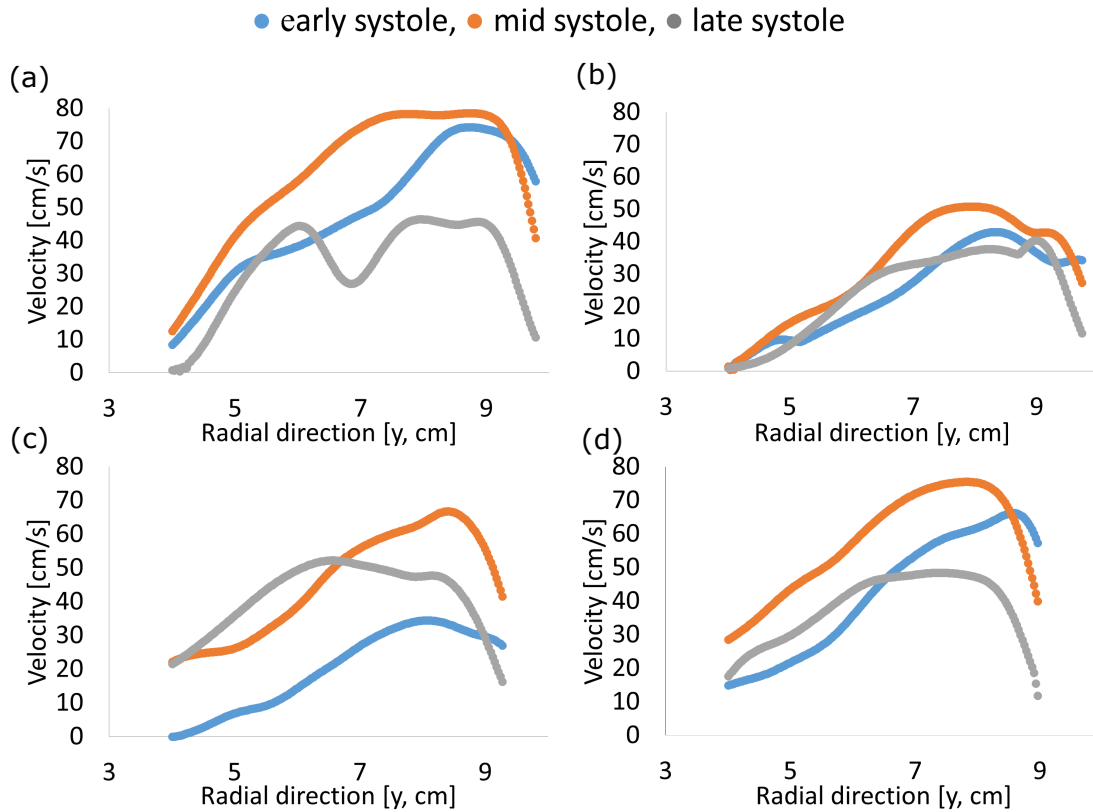 early systole, mid systole, late systole
(a)
80
70
60
50
40
30
20
10
0
Velocity [cm/s]
3 5 7 9
Radial direction [y, cm]
(b)
80
70
60
50
40
30
20
10
0
Velocity [cm/s]
3 5 7 9
Radial direction [y, cm]
(c)
80
70
60
50
40
30
20
10
0
Velocity [cm/s]
3 5 7 9
Radial direction [y, cm]
(d)
80
70
60
50
40
30
20
10
0
Velocity [cm/s]
3 5 7 9
Radial direction [y, cm]